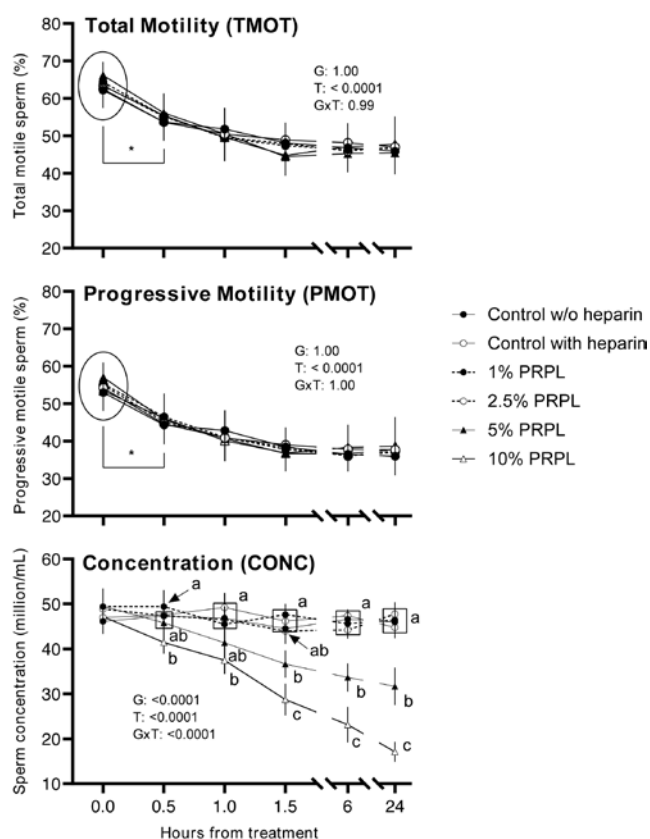 Total Motility (TMOT)
Total motile sperm (%)
80
70
60
50
40
30
20
G: 1.00
T: < 0.0001
GxT: 0.99
*
Progressive Motility (PMOT)
Progressive motile sperm (%)
80
70
60
50
40
30
20
G: 1.00
T: < 0.0001
GxT: 1.00
*
Control w/o heparin
Control with heparin
1% PRPL
2.5% PRPL
5% PRPL
10% PRPL
Concentration (CONC)
Sperm concentration (million/mL)
60
50
40
30
20
10
a
a
a
a
a
ab
ab
ab
b
b
b
b
b
c
c
c
G: <0.0001
T: <0.0001
GxT: <0.0001
0.0
0.5
1.0
1.5
6
24
Hours from treatment